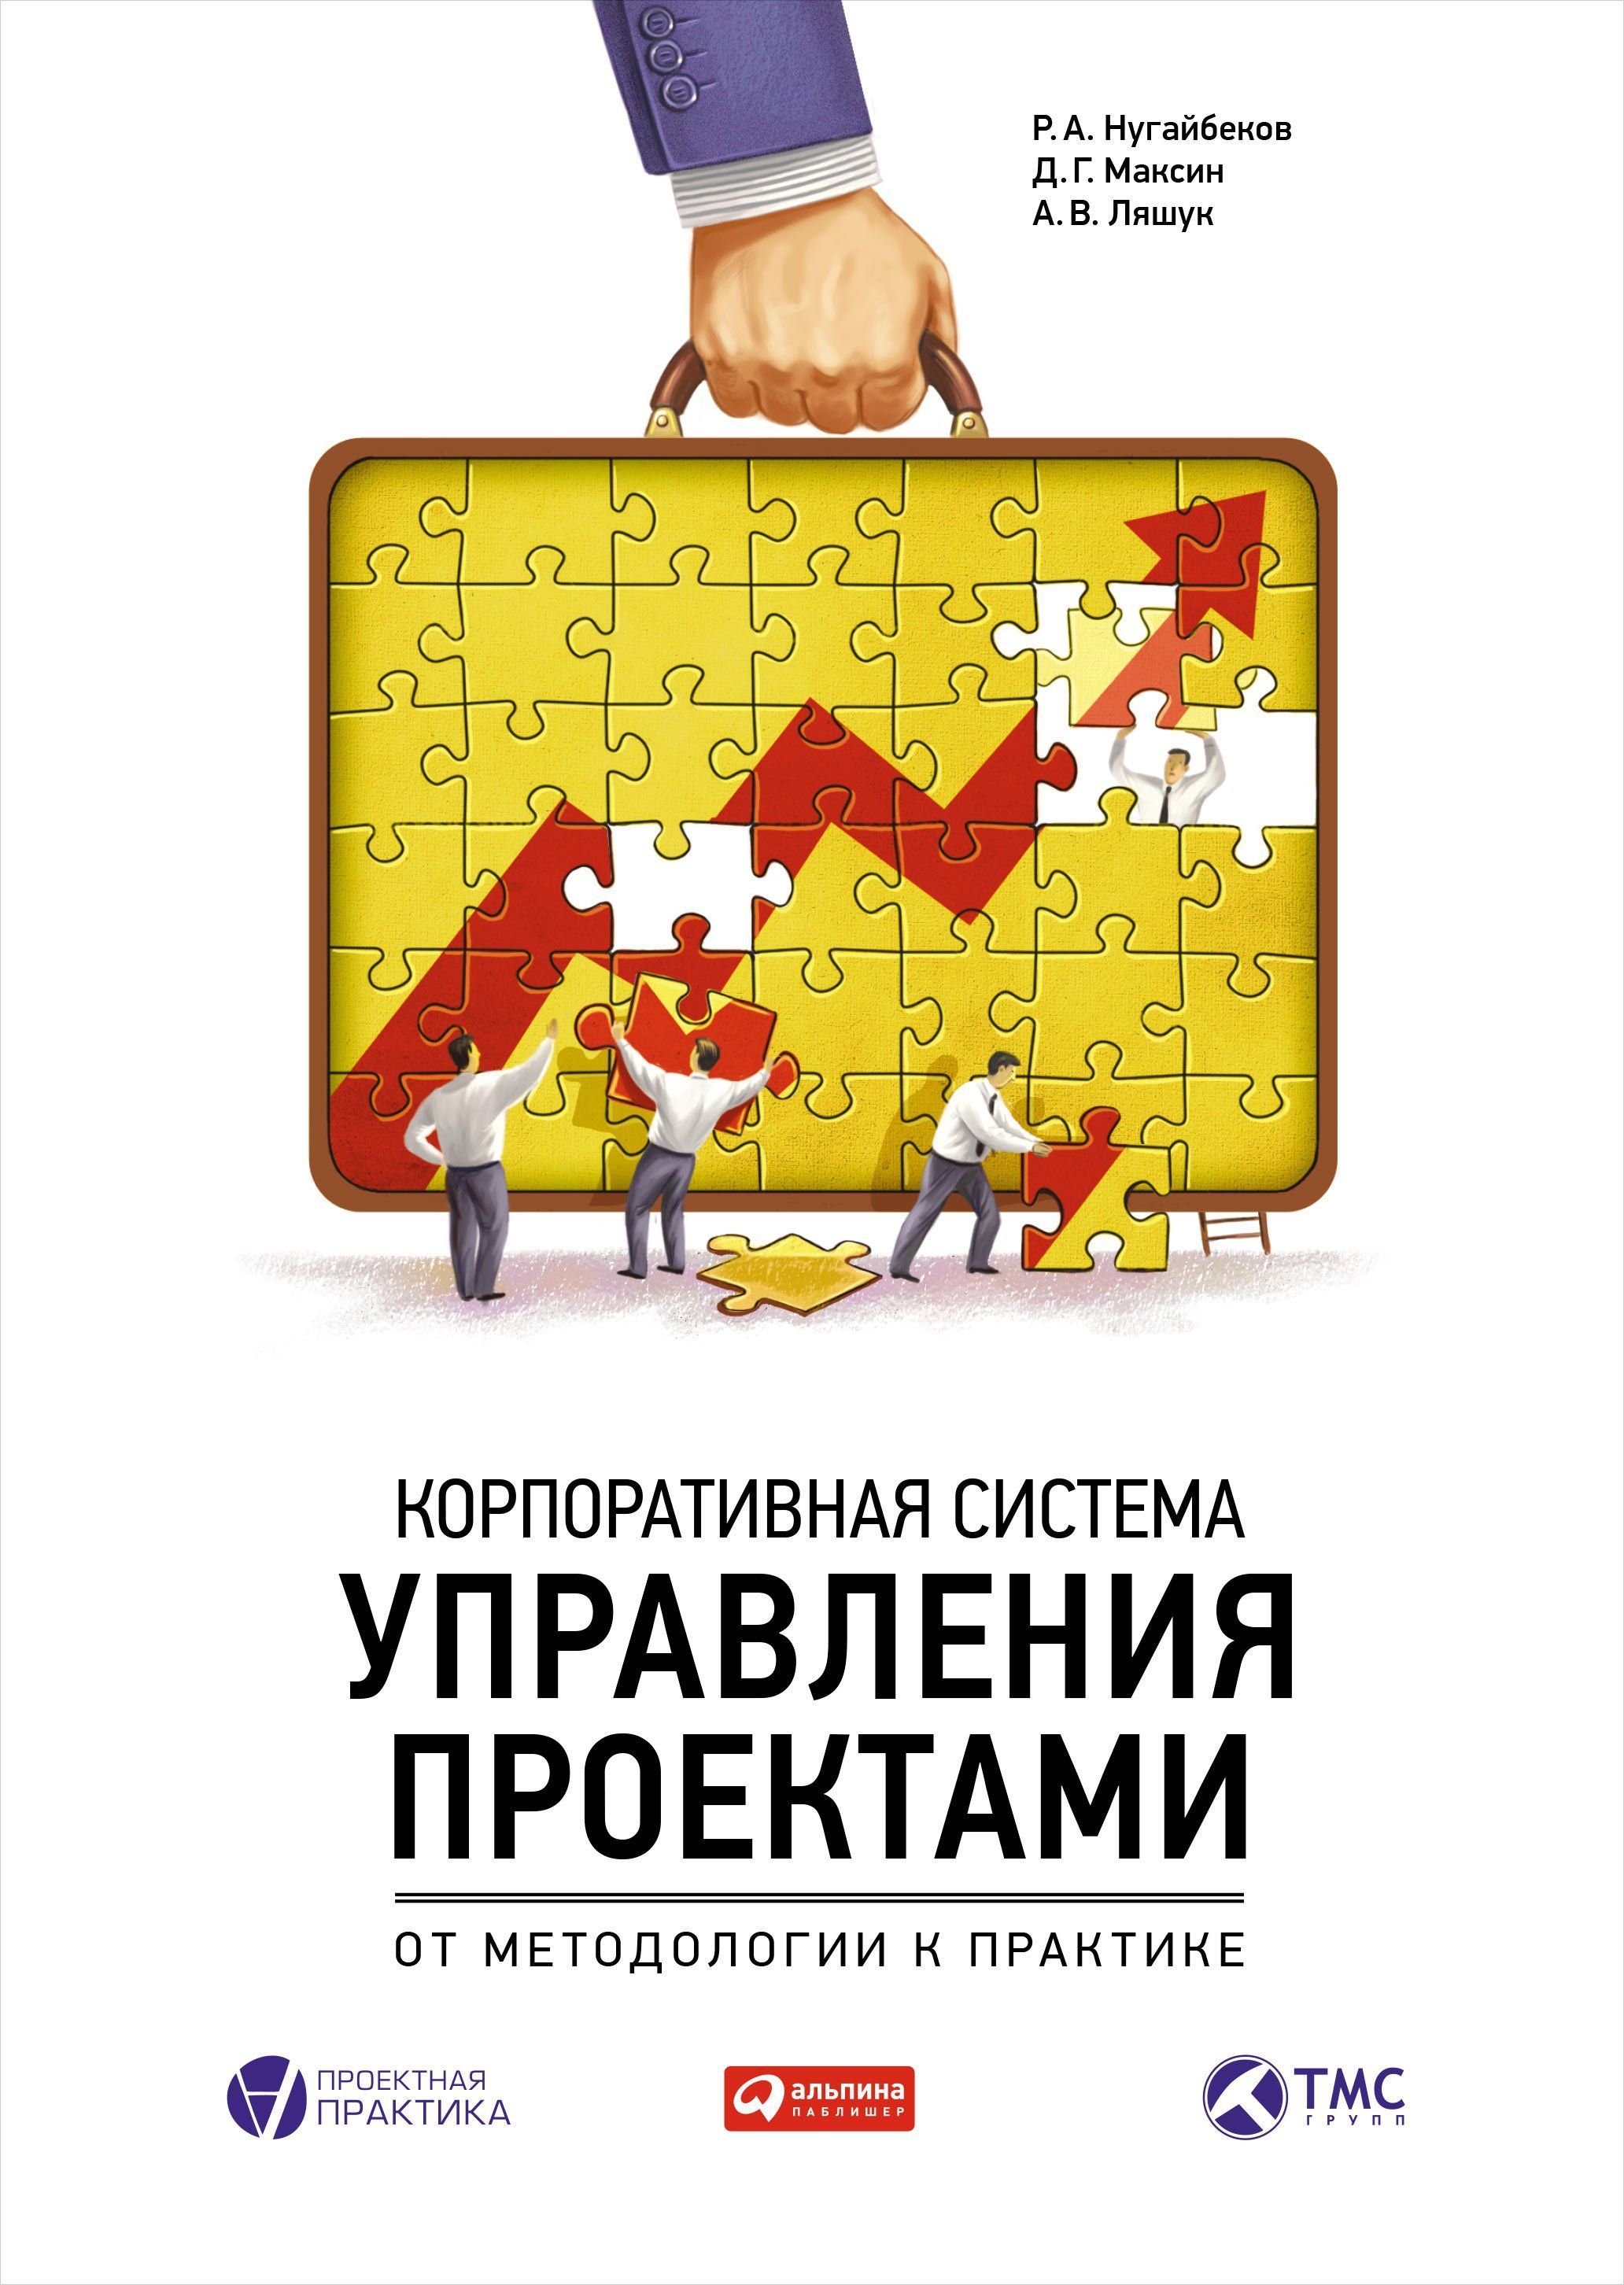 Р. А. Нугайбеков
Д. Г. Максин
А. В. Ляшук
КОРПОРАТИВНАЯ СИСТЕМА
УПРАВЛЕНИЯ
ПРОЕКТАМИ
ОТ МЕТОДОЛОГИИ К ПРАКТИКЕ
ПРОЕКТНАЯ
ПРАКТИКА
альпина
ПАБЛИШЕР
ТМС
ГРУПП